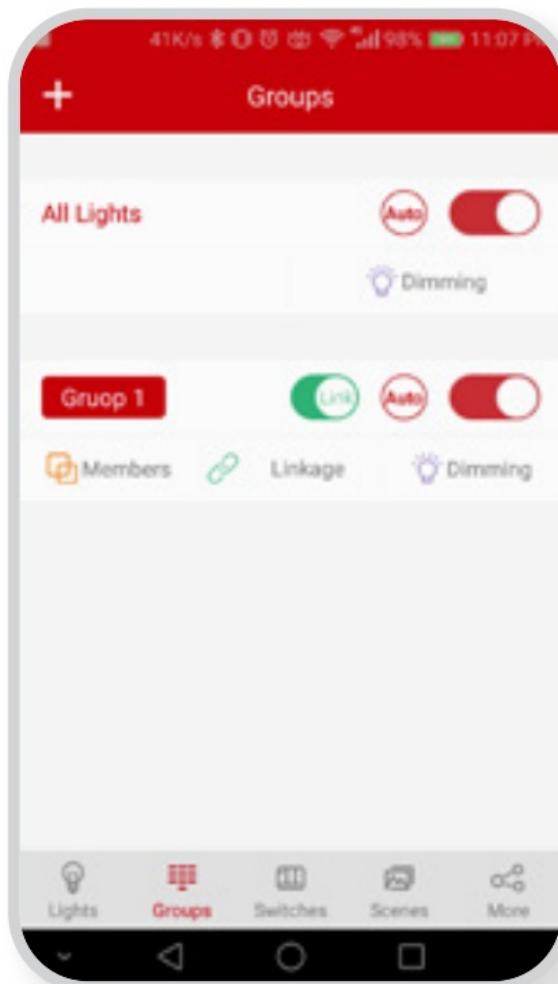 41K/s 98% 11:07 P
+ Groups
All Lights Auto
Dimming
Gruop 1 Link Auto
Members Linkage Dimming
Lights Groups Switches Scenes More